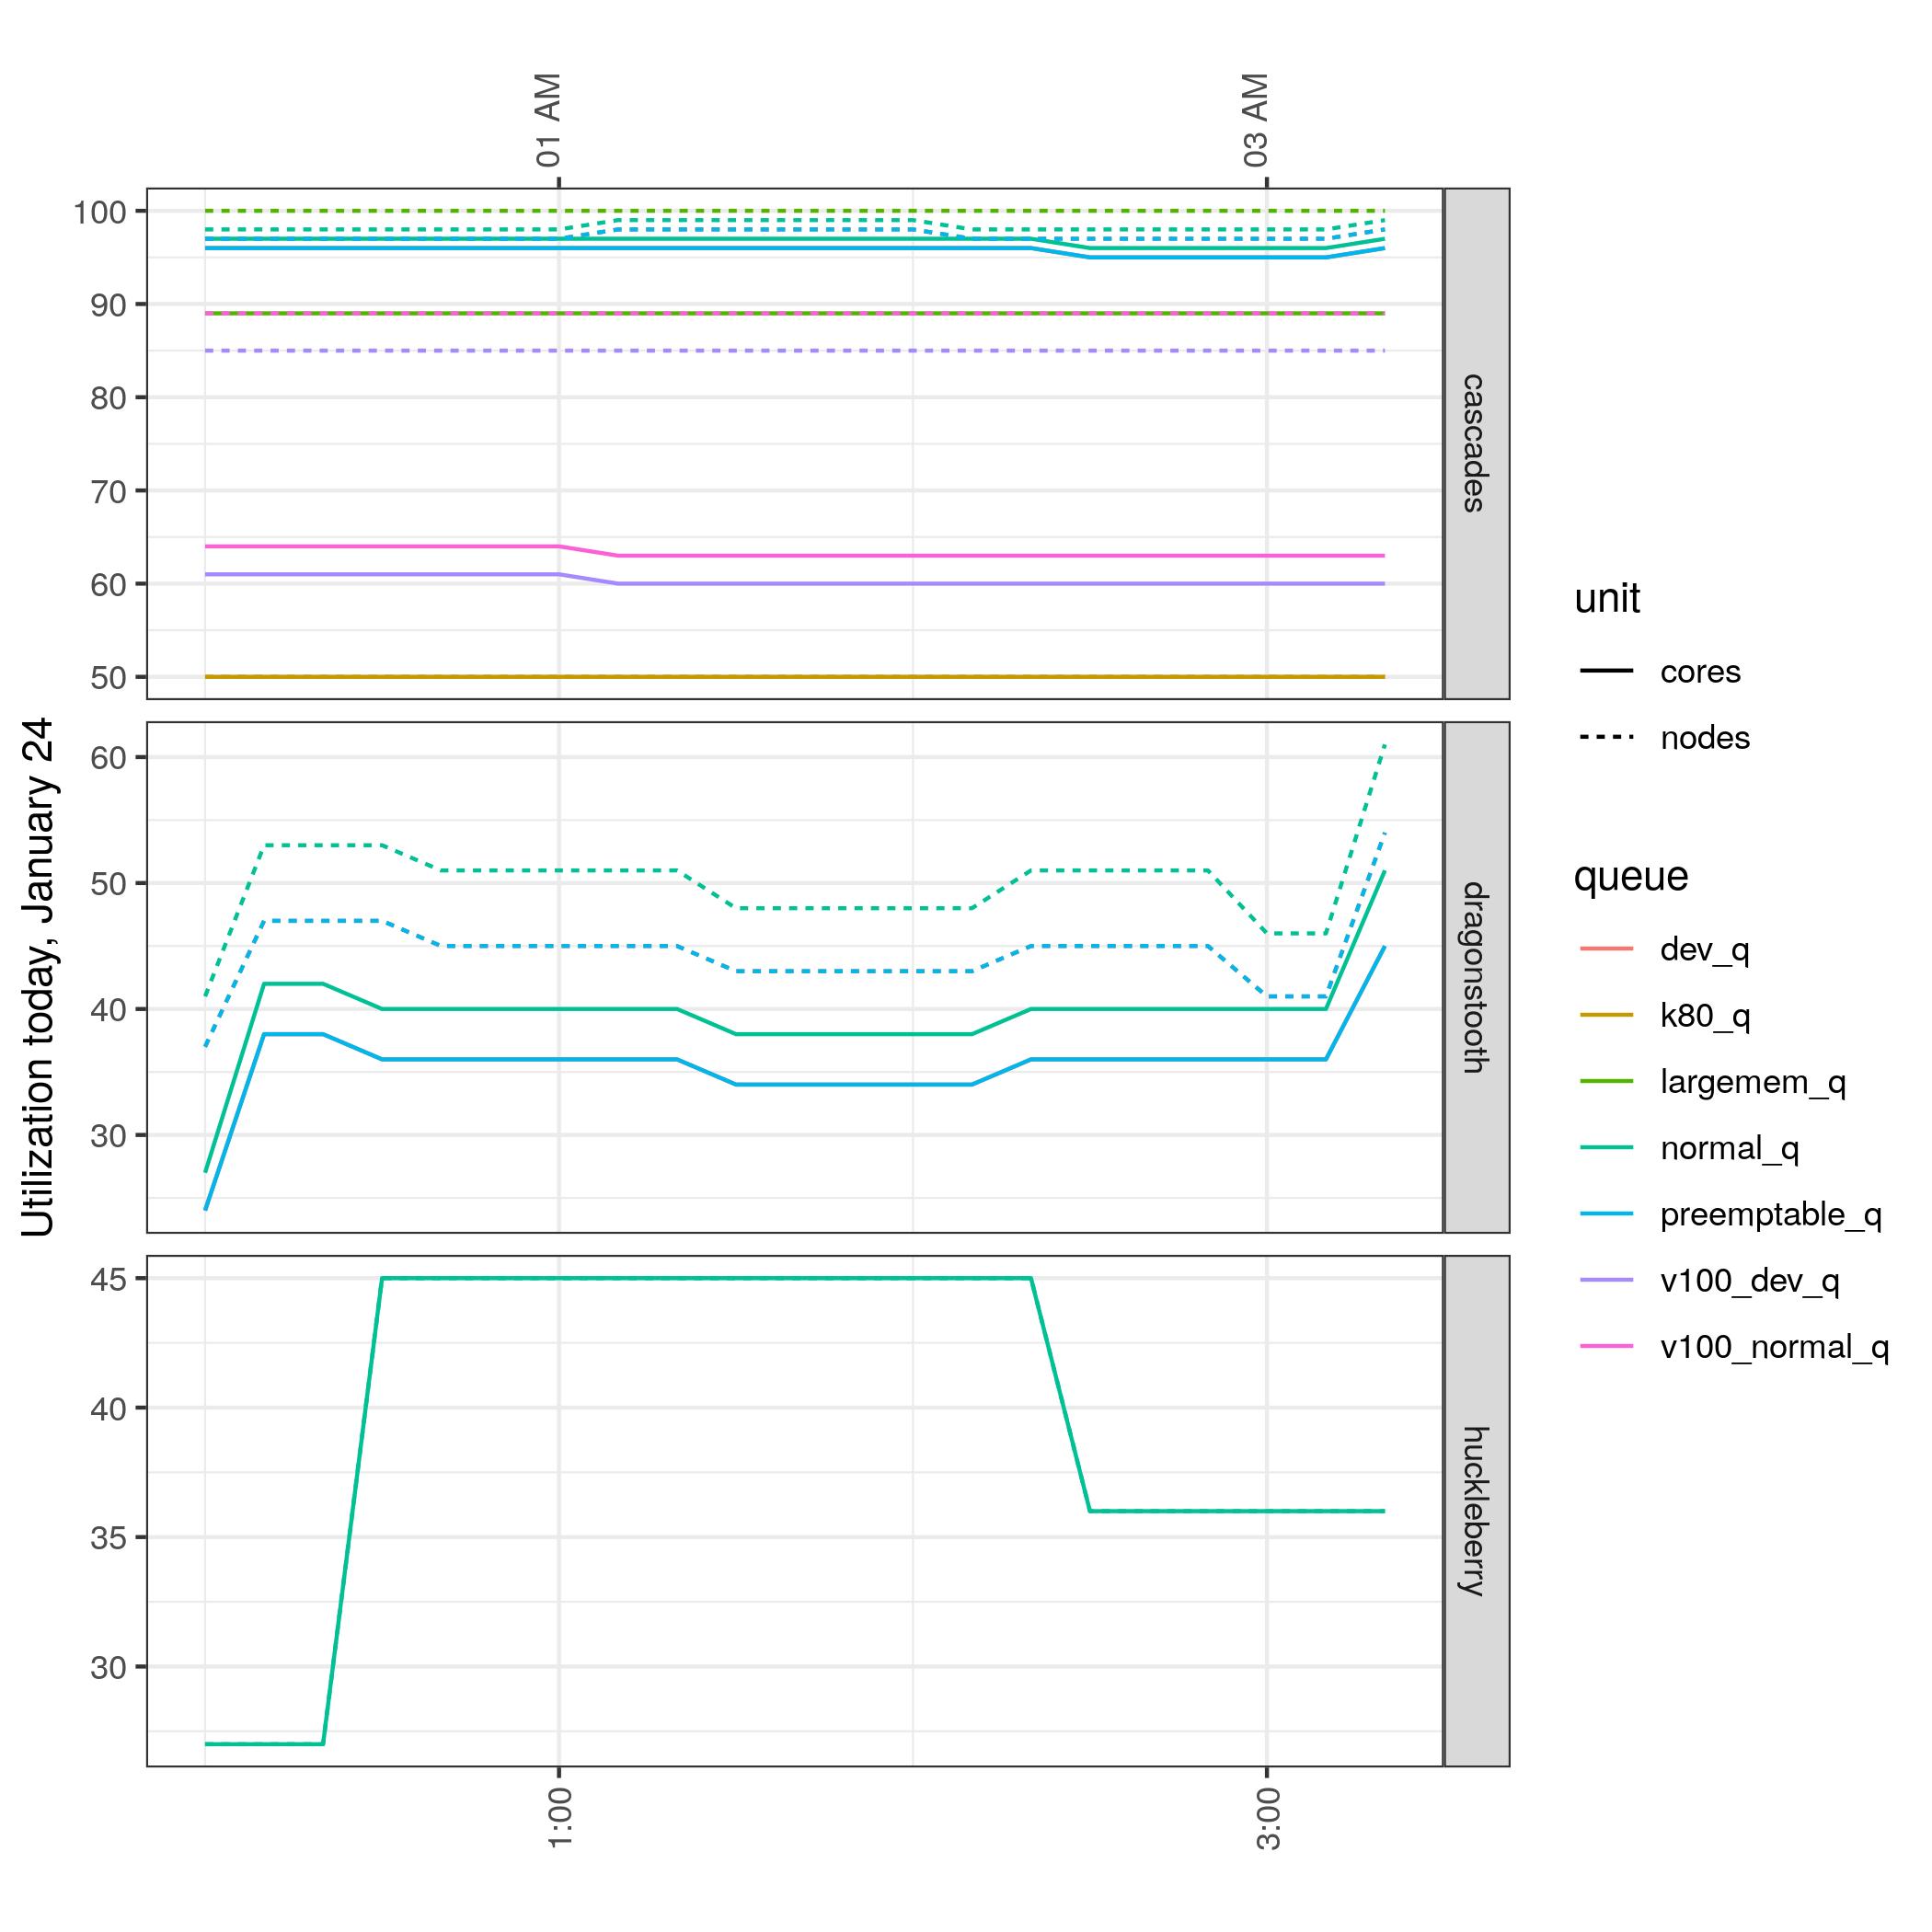 01 AM
03 AM
Utilization today, January 24
100
90
80
70
60
50
cascades
60
50
40
30
dragonstooth
45
40
35
30
huckleberry
1:00
3:00
unit
cores
nodes
queue
dev_q
k80_q
largemem_q
normal_q
preemptable_q
v100_dev_q
v100_normal_q